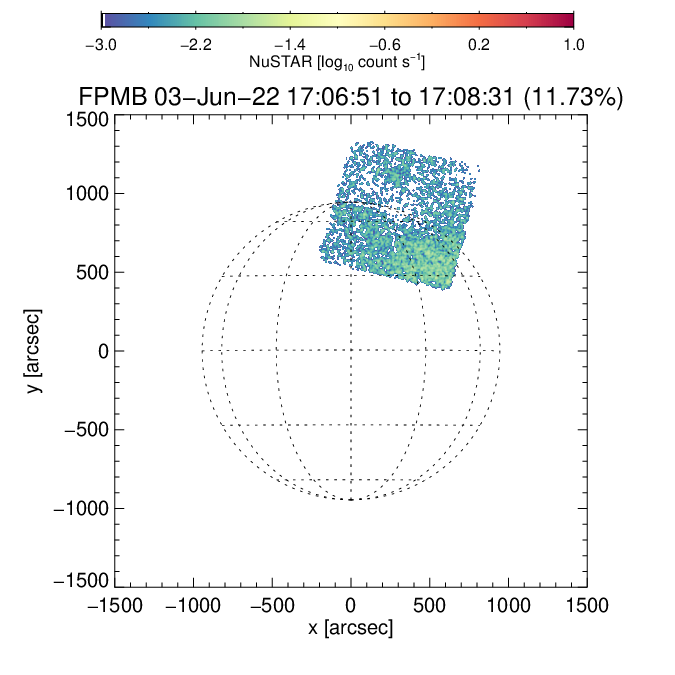 −3.0 −2.2 −1.4 −0.6 0.2 1.0
NuSTAR [log₁₀ count s⁻¹]
FPMB 03−Jun−22 17:06:51 to 17:08:31 (11.73%)
1500
1000
500
0
−500
−1000
−1500
y [arcsec]
−1500 −1000 −500 0 500 1000 1500
x [arcsec]